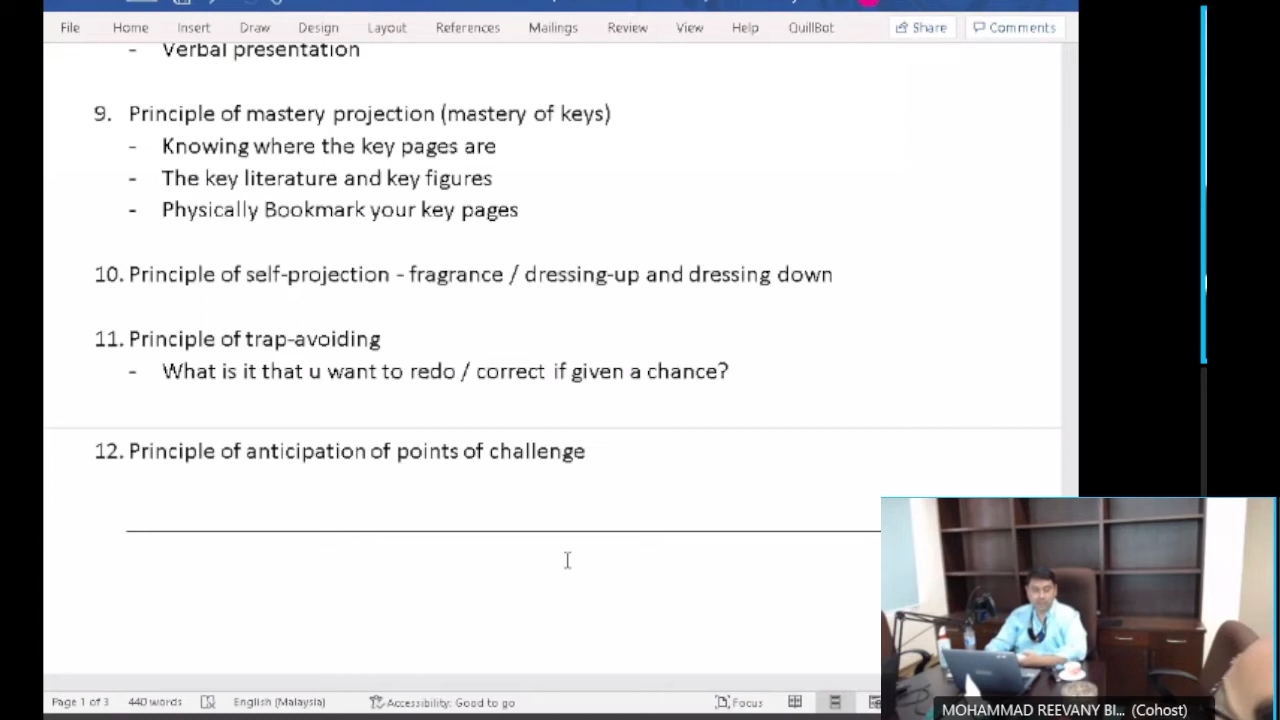 File Home Insert Draw Design Layout References Mailings Review View Help QuillBot Share Comments
- Verbal presentation
9. Principle of mastery projection (mastery of keys)
- Knowing where the key pages are
- The key literature and key figures
- Physically Bookmark your key pages
10. Principle of self-projection - fragrance / dressing-up and dressing down
11. Principle of trap-avoiding
- What is it that u want to redo / correct if given a chance?
12. Principle of anticipation of points of challenge
Page 1 of 3 440 words English (Malaysia) Accessibility: Good to go Focus
MOHAMMAD REEVANY BI... (Cohost)